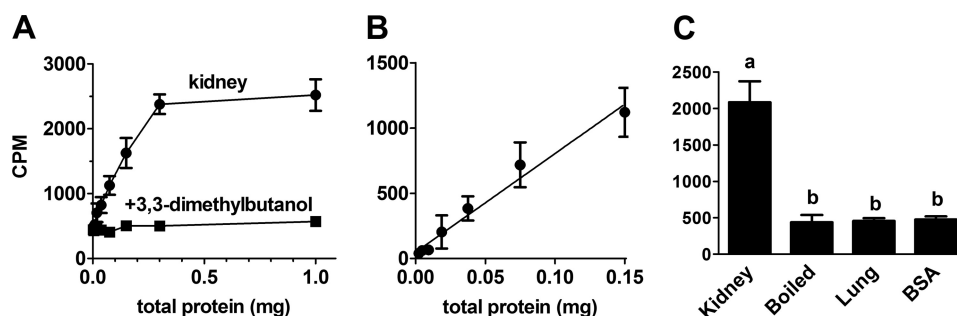 A
CPM
3000
2000
1000
0
kidney
+3,3-dimethylbutanol
0.0
0.5
1.0
total protein (mg)
B
1500
1000
500
0
0.00
0.05
0.10
0.15
total protein (mg)
C
2500
2000
1500
1000
500
0
a
b
b
b
Kidney
Boiled
Lung
BSA